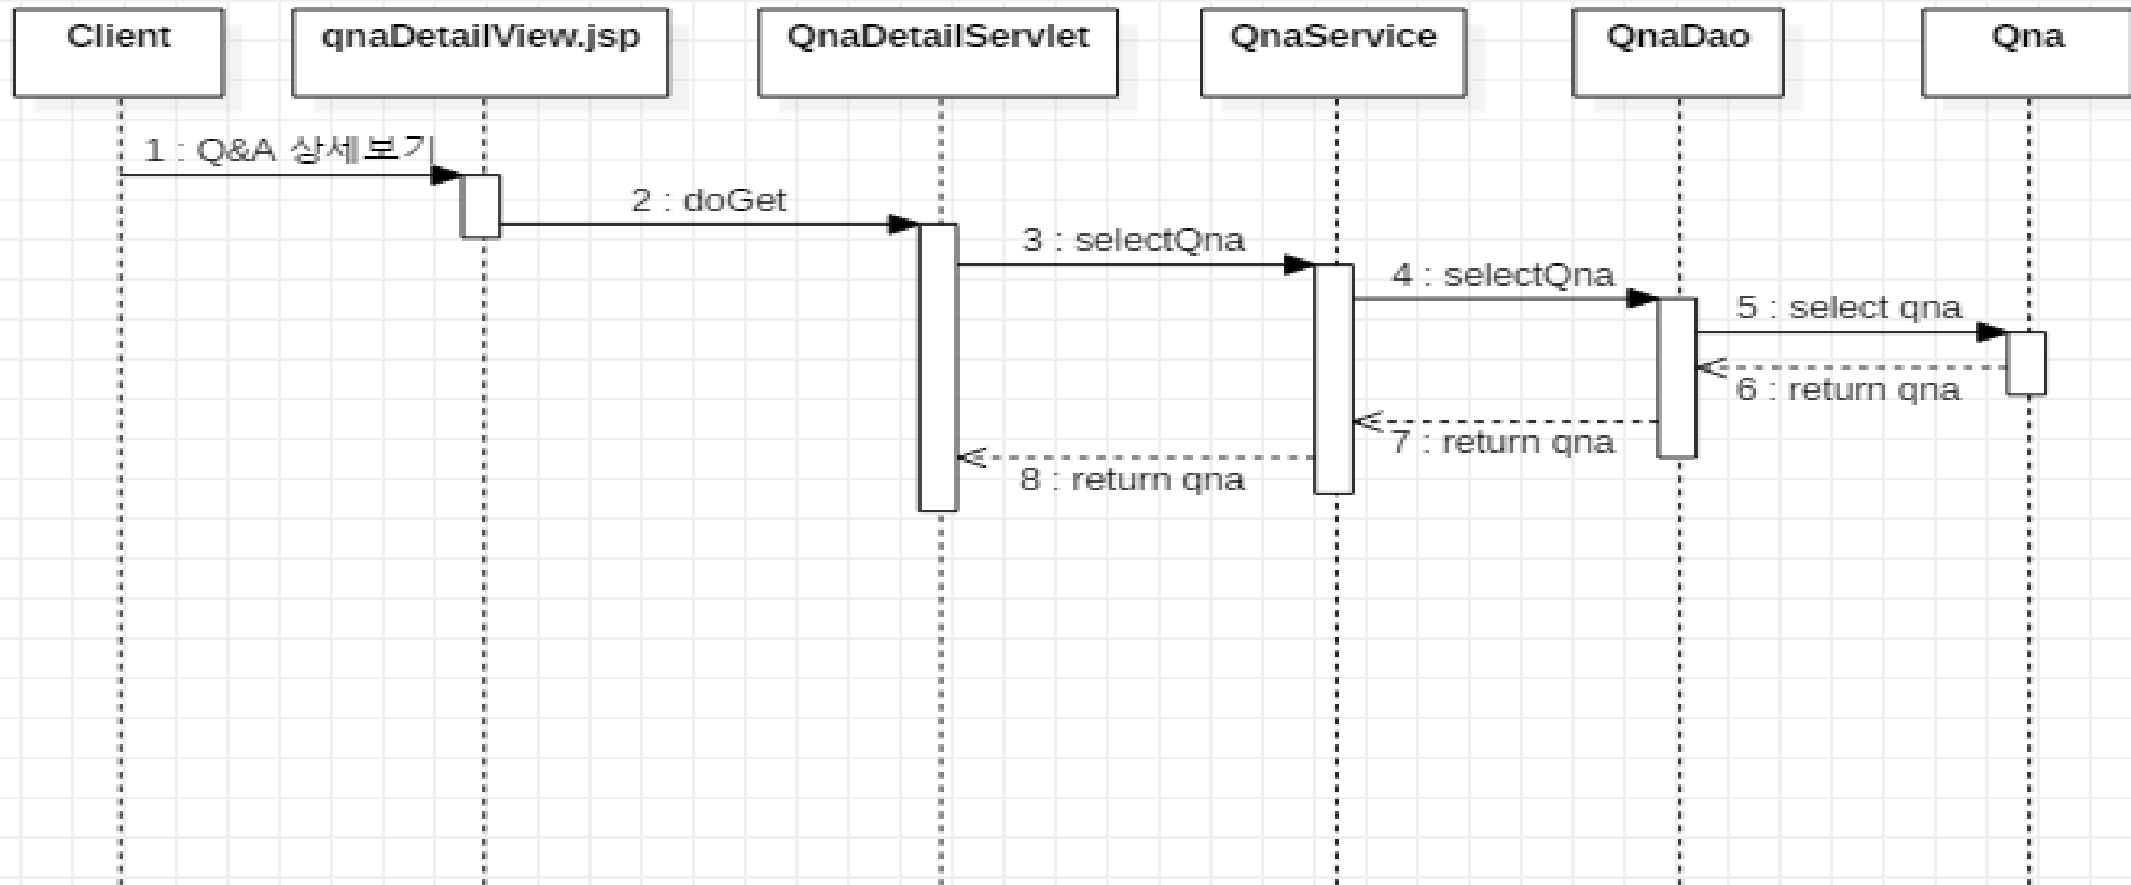 Client
qnaDetailView.jsp
QnaDetailServlet
QnaService
QnaDao
Qna
1 : Q&A 상세보기
2 : doGet
3 : selectQna
4 : selectQna
5 : select qna
6 : return qna
7 : return qna
8 : return qna